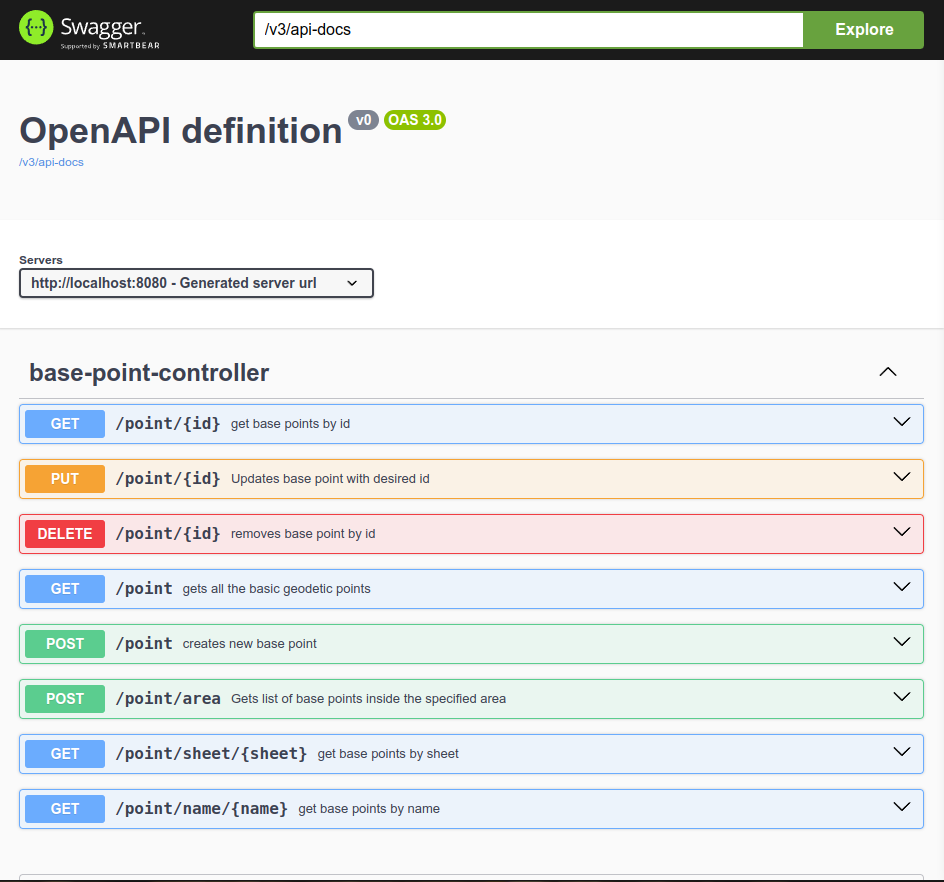 Swagger
Supported by SMARTBEAR
/v3/api-docs
Explore
OpenAPI definition v0 OAS 3.0
/v3/api-docs
Servers
http://localhost:8080 - Generated server url
base-point-controller
GET /point/{id} get base points by id
PUT /point/{id} Updates base point with desired id
DELETE /point/{id} removes base point by id
GET /point gets all the basic geodetic points
POST /point creates new base point
POST /point/area Gets list of base points inside the specified area
GET /point/sheet/{sheet} get base points by sheet
GET /point/name/{name} get base points by name